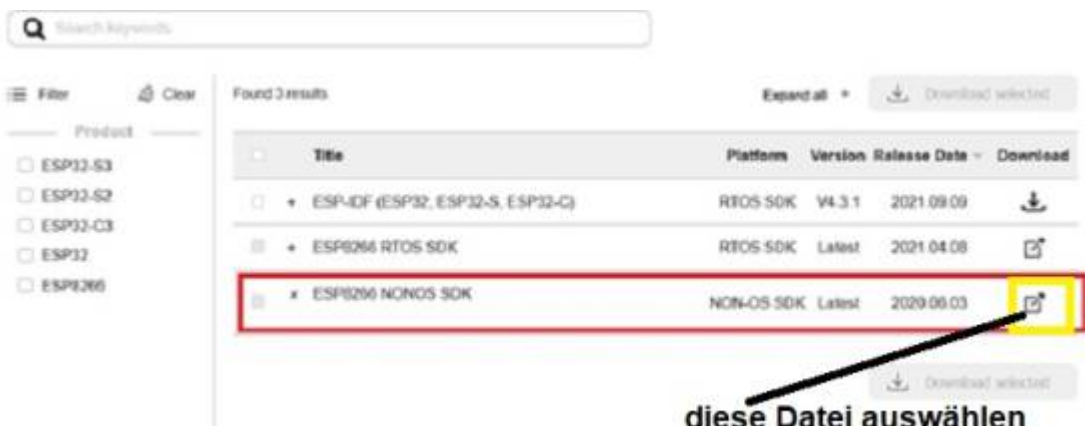 Search keywords
Filter Clear
Found 3 results
Expand all
Download selected
Product
ESP32-S3
ESP32-S2
ESP32-C3
ESP32
ESP8266
Title Platform Version Release Date Download
+ ESP-IDF (ESP32, ESP32-S, ESP32-C) RTOS SDK V4.3.1 2021.09.09
+ ESP8266 RTOS SDK RTOS SDK Latest 2021.04.08
x ESP8266 NONOS SDK NON-OS SDK Latest 2020.06.03
Download selected
diese Datei auswählen